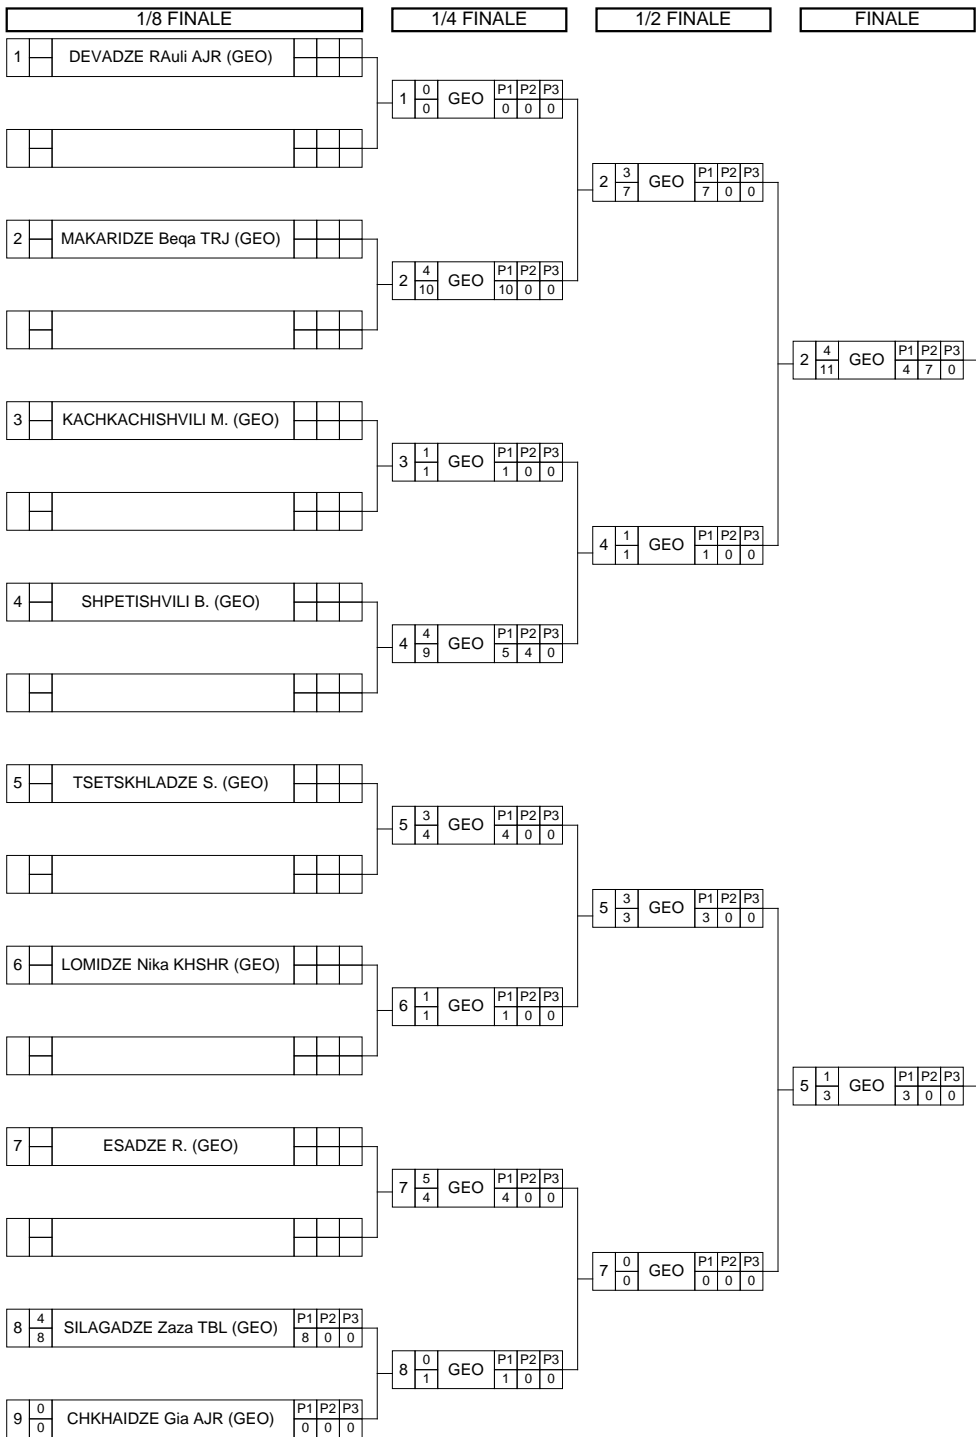 1/8 FINALE 1/4 FINALE 1/2 FINALE FINALE
1 DEVADZE RAuli AJR (GEO)
1 0 GEO P1 P2 P3
0 0 0 0
2 3 GEO P1 P2 P3
7 7 0 0
2 MAKARIDZE Beqa TRJ (GEO)
2 4 GEO P1 P2 P3
10 10 0 0
2 4 GEO P1 P2 P3
11 4 7 0
3 KACHKACHISHVILI M. (GEO)
3 1 GEO P1 P2 P3
1 1 0 0
4 1 GEO P1 P2 P3
1 1 0 0
4 SHPETISHVILI B. (GEO)
4 4 GEO P1 P2 P3
9 5 4 0
5 TSETSKHLADZE S. (GEO)
5 3 GEO P1 P2 P3
4 4 0 0
5 3 GEO P1 P2 P3
3 3 0 0
6 LOMIDZE Nika KHSHR (GEO)
6 1 GEO P1 P2 P3
1 1 0 0
5 1 GEO P1 P2 P3
3 3 0 0
7 ESADZE R. (GEO)
7 5 GEO P1 P2 P3
4 4 0 0
7 0 GEO P1 P2 P3
0 0 0 0
8 4 SILAGADZE Zaza TBL (GEO) P1 P2 P3
8 8 0 0
8 0 GEO P1 P2 P3
1 1 0 0
9 0 CHKHAIDZE Gia AJR (GEO) P1 P2 P3
0 0 0 0